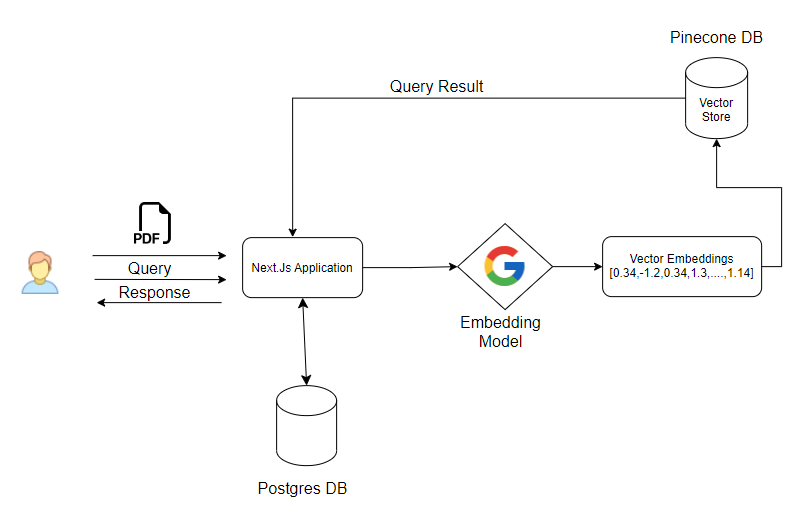 Pinecone DB
Query Result
Vector
Store
PDF
Query
Response
Next.Js Application
G
Vector Embeddings
[0.34,-1.2,0.34,1.3,....,1.14]
Embedding
Model
Postgres DB